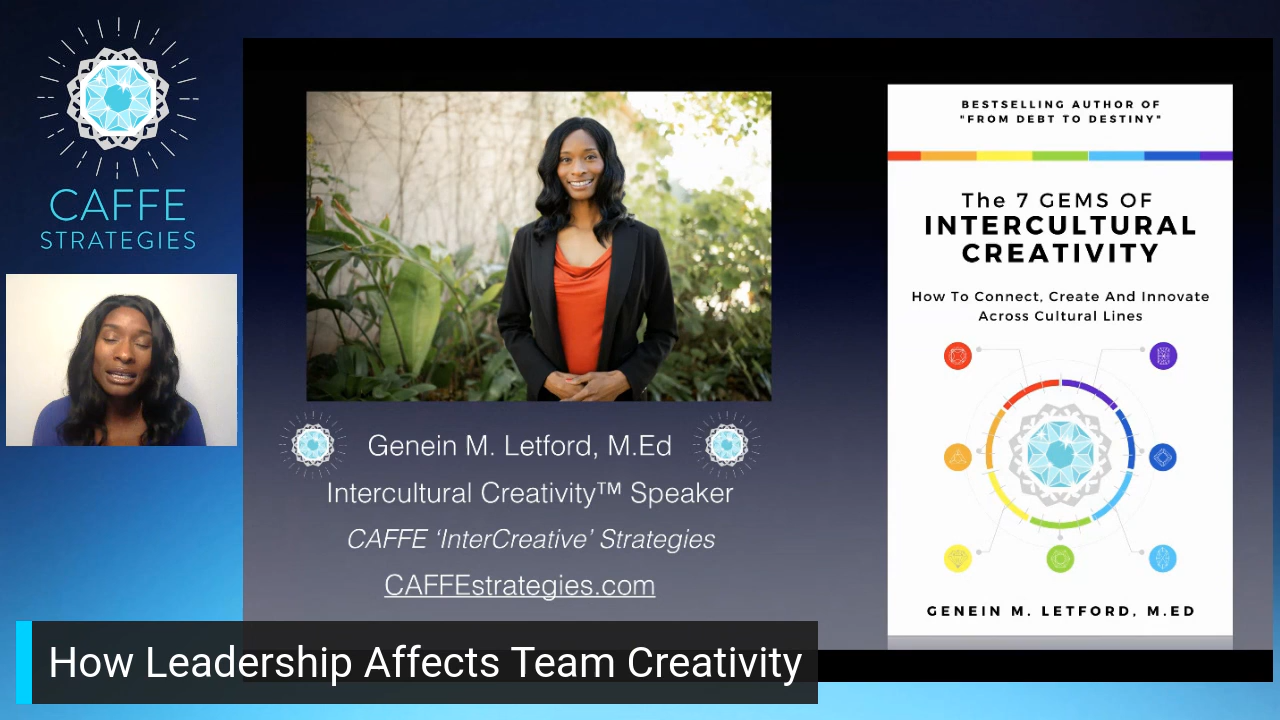 CAFFE
STRATEGIES
Genein M. Letford, M.Ed
Intercultural Creativity™ Speaker
CAFFE ‘InterCreative’ Strategies
CAFFEstrategies.com
BESTSELLING AUTHOR OF
"FROM DEBT TO DESTINY"
The 7 GEMS OF
INTERCULTURAL
CREATIVITY
How To Connect, Create And Innovate
Across Cultural Lines
GENEIN M. LETFORD, M.ED
How Leadership Affects Team Creativity